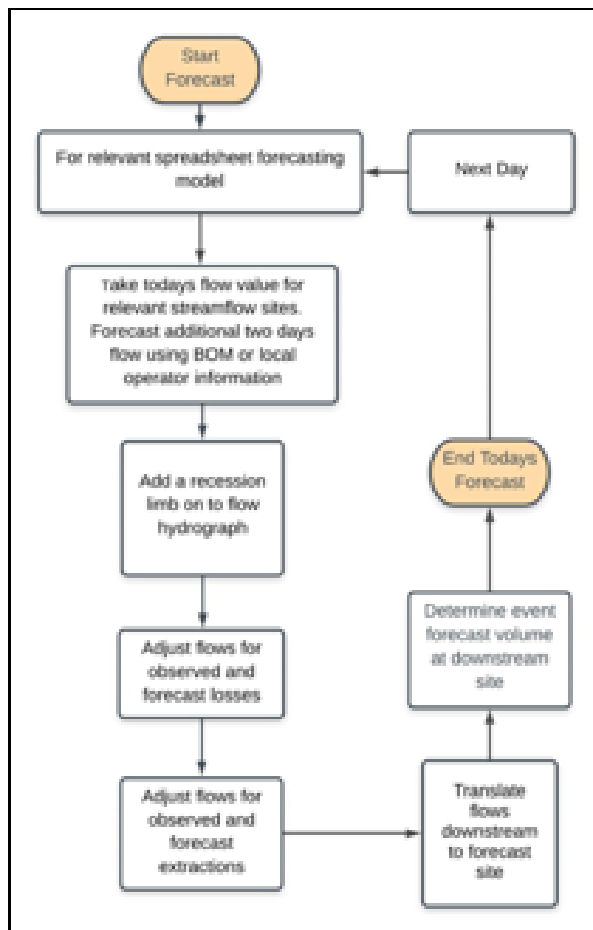 Start
Forecast
For relevant spreadsheet forecasting
model
Next Day
Take todays flow value for
relevant streamflow sites.
Forecast additional two days
flow using BOM or local
operator information
Add a recession
limb on to flow
hydrograph
Adjust flows for
observed and
forecast losses
Adjust flows for
observed and
forecast extractions
Translate
flows
downstream
to forecast
site
Determine event
forecast volume
at downstream
site
End Todays
Forecast